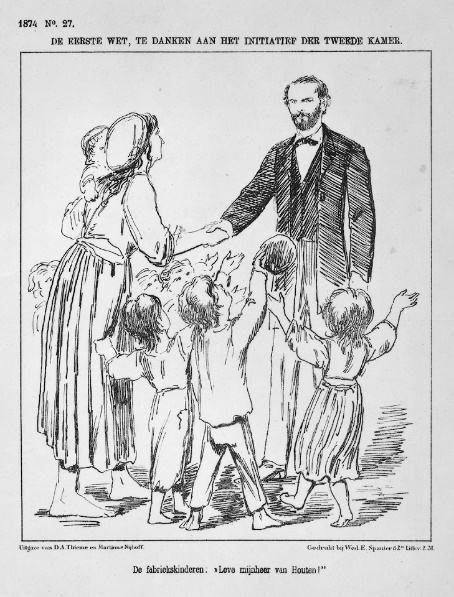 1874 No. 27.
DE EERSTE WET, TE DANKEN AAN HET INITIATIEF DER TWEEDE KAMER.
Uitgave van D.A.Thieme en Martinus Nijhoff.
Gedrukt bij Wed. E. Spanier & Zn
De fabriekskinderen: »Leve mijnheer van Houten!"